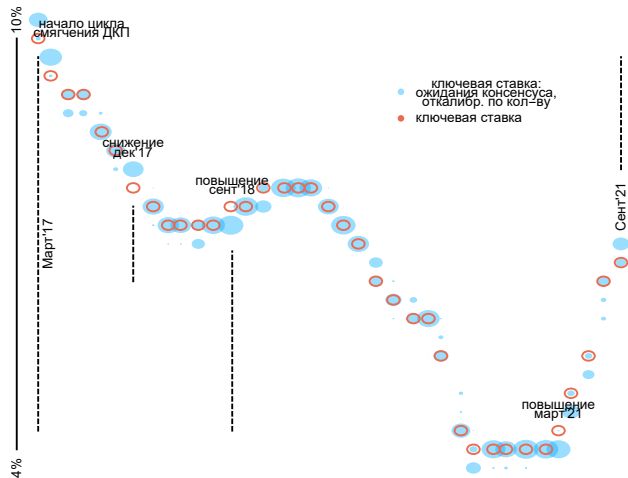 10%
начало цикла
смягчения ДКП
ключевая ставка:
ожидания консенсуса,
откалибр. по кол-ву
ключевая ставка
снижение
дек'17
повышение
сент'18
Март'17
Сент'21
повышение
март'21
4%